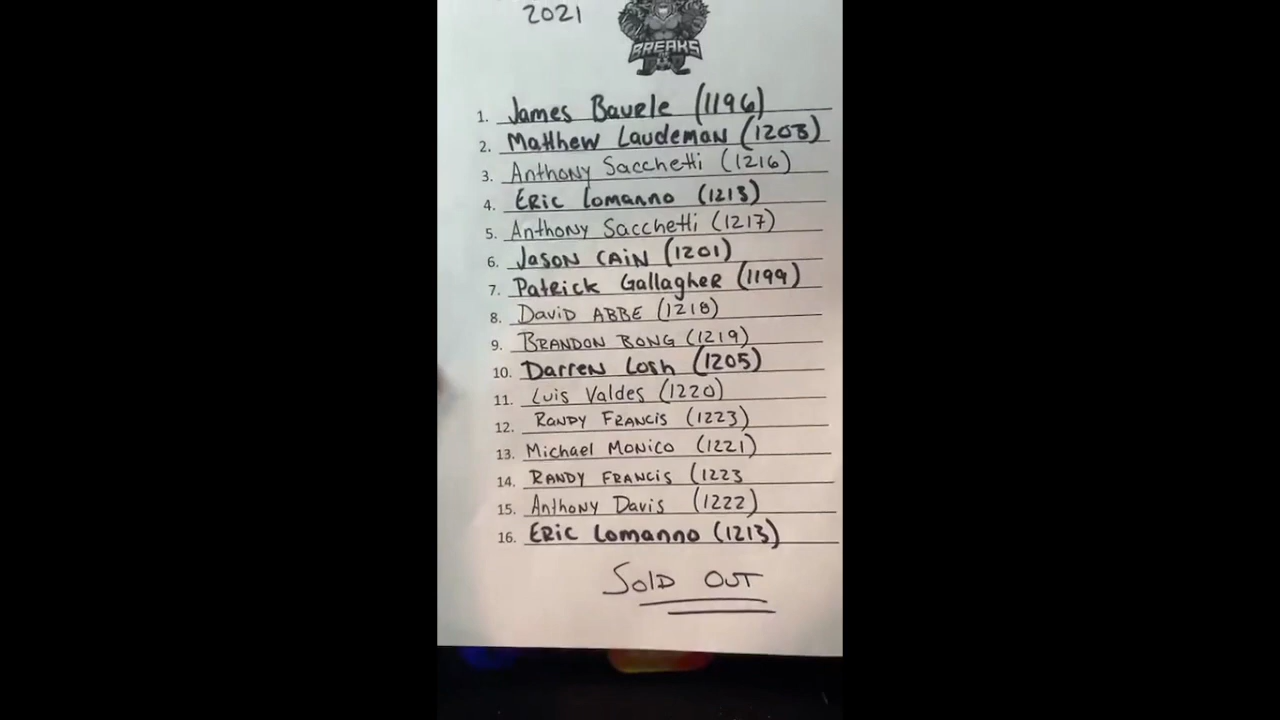 2021
BREAKS
1. James Bauele (1196)
2. Matthew Laudeman (1203)
3. Anthony Sacchetti (1216)
4. Eric Lomanno (1213)
5. Anthony Sacchetti (1217)
6. Jason Cain (1201)
7. Patrick Gallagher (1199)
8. David ABBE (1218)
9. BRANDON BONG (1219)
10. Darren Losh (1205)
11. Luis Valdes (1220)
12. RANDY FRANCIS (1223)
13. Michael Monico (1221)
14. RANDY FRANCIS (1223
15. Anthony Davis (1222)
16. Eric Lomanno (1213)
SOLD OUT